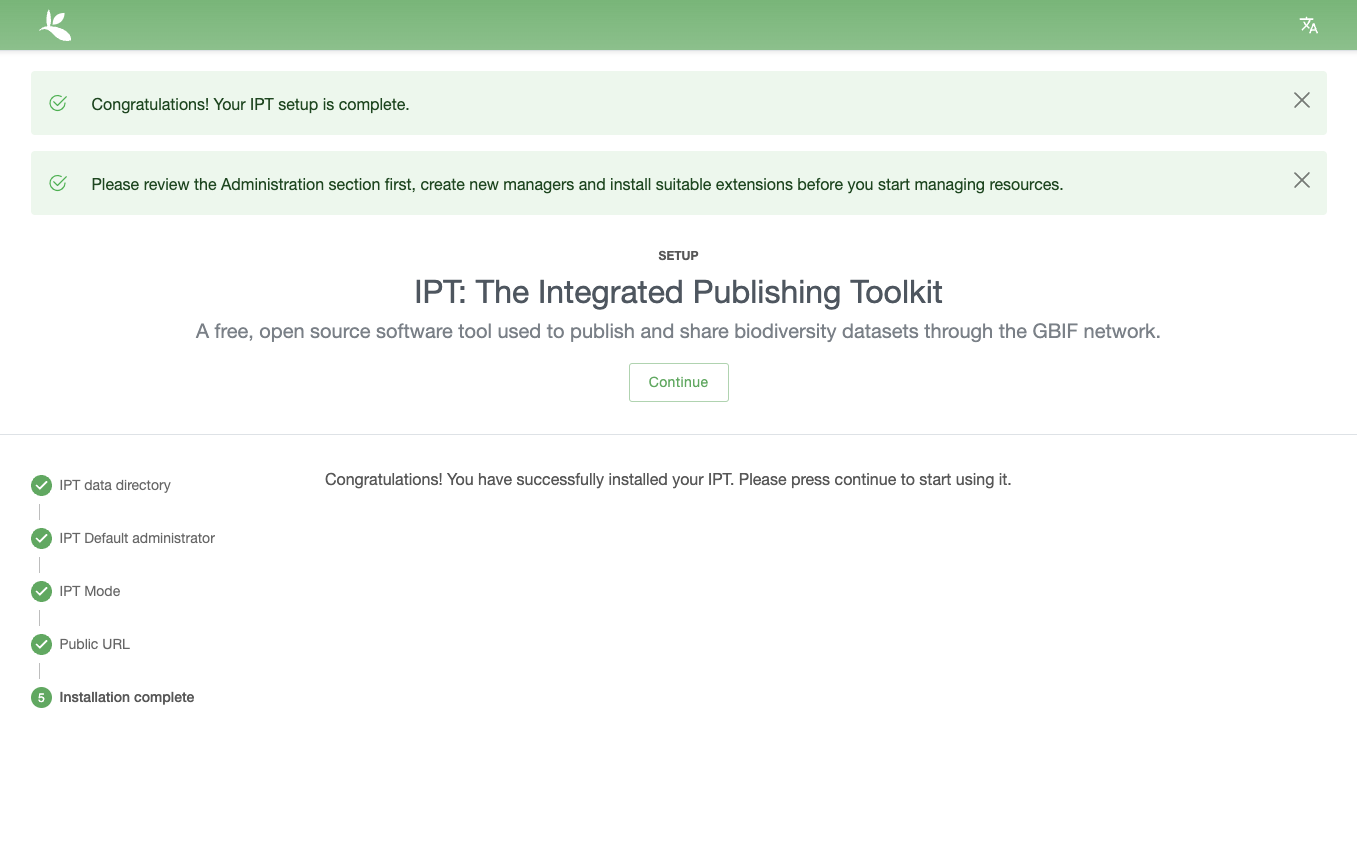 Congratulations! Your IPT setup is complete.
Please review the Administration section first, create new managers and install suitable extensions before you start managing resources.
SETUP
IPT: The Integrated Publishing Toolkit
A free, open source software tool used to publish and share biodiversity datasets through the GBIF network.
Continue
IPT data directory
IPT Default administrator
IPT Mode
Public URL
5 Installation complete
Congratulations! You have successfully installed your IPT. Please press continue to start using it.